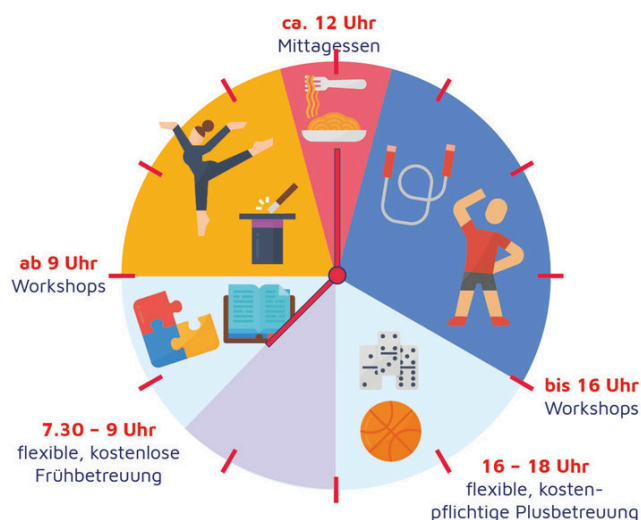 ca. 12 Uhr
Mittagessen
ab 9 Uhr
Workshops
bis 16 Uhr
Workshops
7.30 – 9 Uhr
flexible, kostenlose
Frühbetreuung
16 – 18 Uhr
flexible, kosten-
pflichtige Plusbetreuung